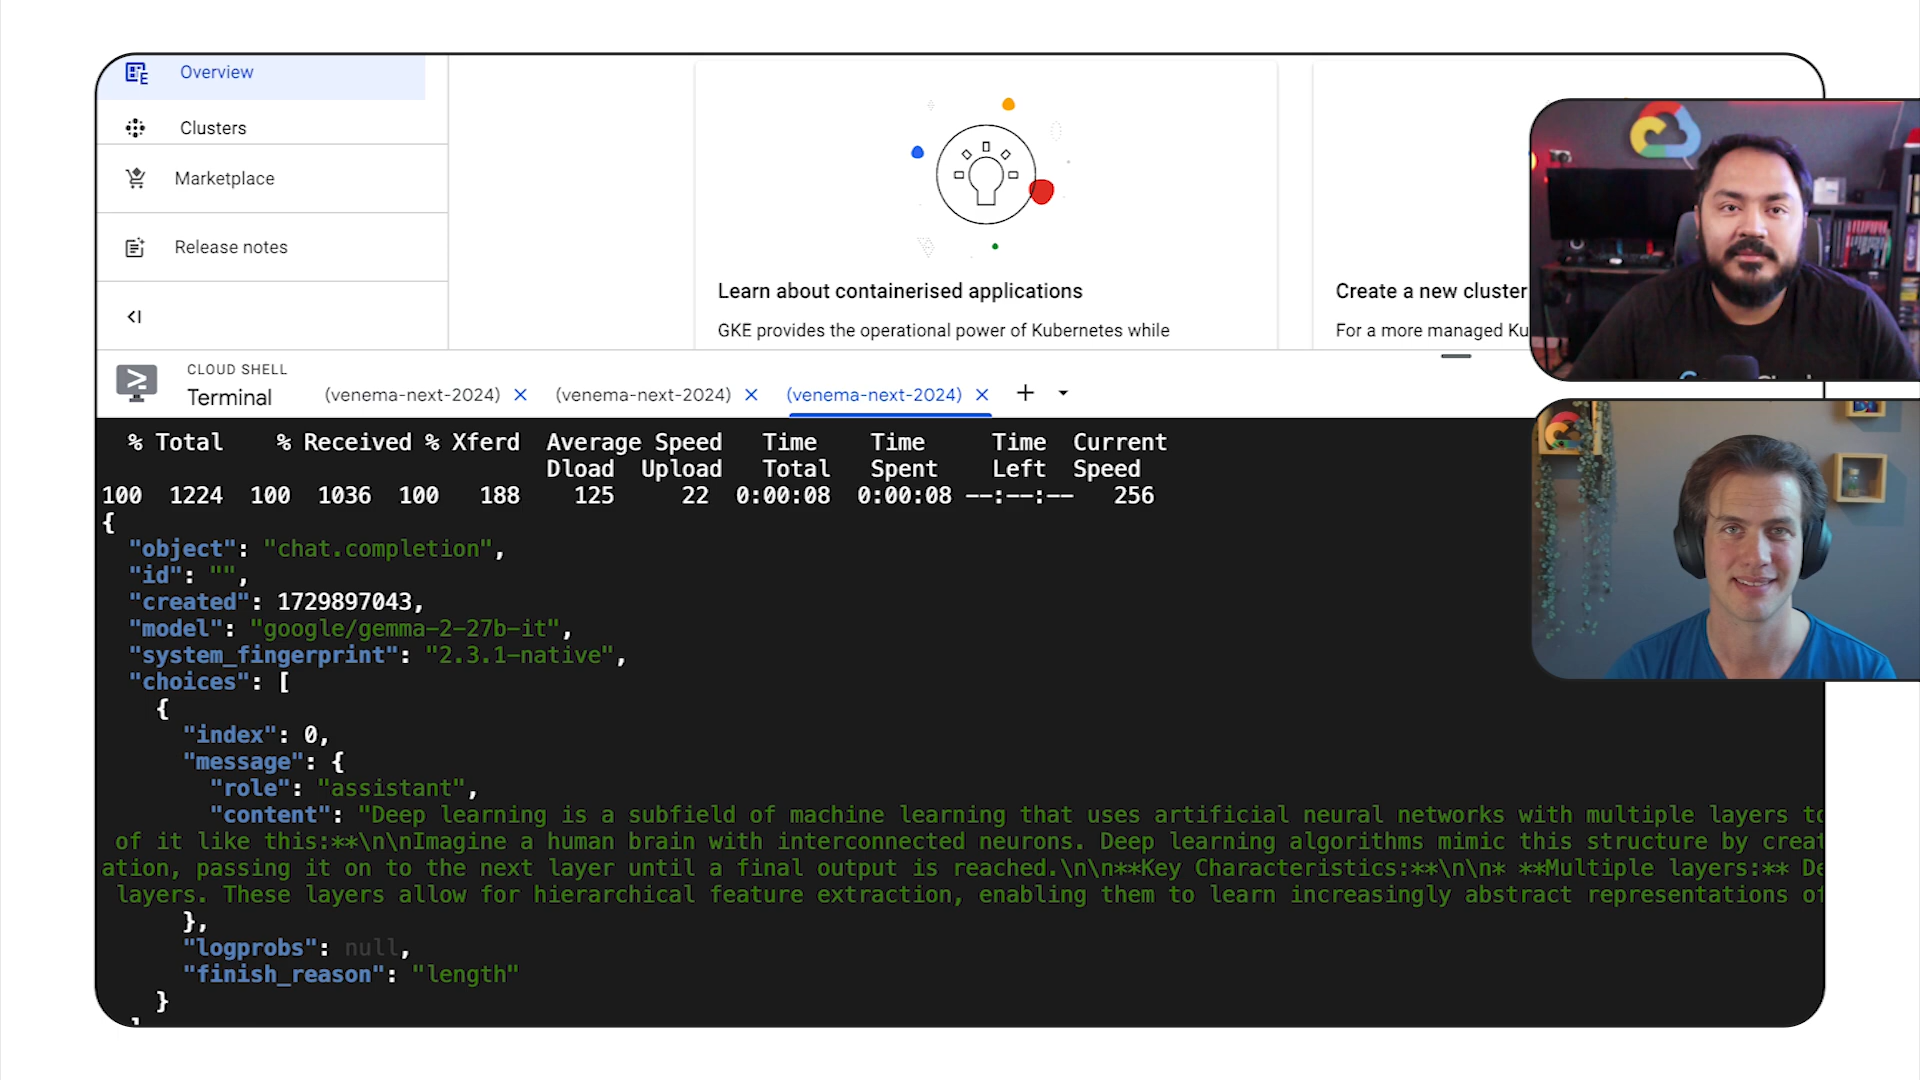 Overview
Clusters
Marketplace
Release notes
Learn about containerised applications
GKE provides the operational power of Kubernetes while
Create a new cluster
For a more managed Ku
CLOUD SHELL
Terminal
(venema-next-2024)
(venema-next-2024)
(venema-next-2024)
% Total % Received % Xferd Average Speed Time Time Time Current
Dload Upload Total Spent Left Speed
100 1224 100 1036 100 188 125 22 0:00:08 0:00:08 --:--:-- 256
{
"object": "chat.completion",
"id": "",
"created": 1729897043,
"model": "google/gemma-2-27b-it",
"system_fingerprint": "2.3.1-native",
"choices": [
{
"index": 0,
"message": {
"role": "assistant",
"content": "Deep learning is a subfield of machine learning that uses artificial neural networks with multiple layers to
of it like this:**\n\nImagine a human brain with interconnected neurons. Deep learning algorithms mimic this structure by creat
ation, passing it on to the next layer until a final output is reached.\n\n**Key Characteristics:**\n\n* **Multiple layers:** De
layers. These layers allow for hierarchical feature extraction, enabling them to learn increasingly abstract representations of
},
"logprobs": null,
"finish_reason": "length"
}
]